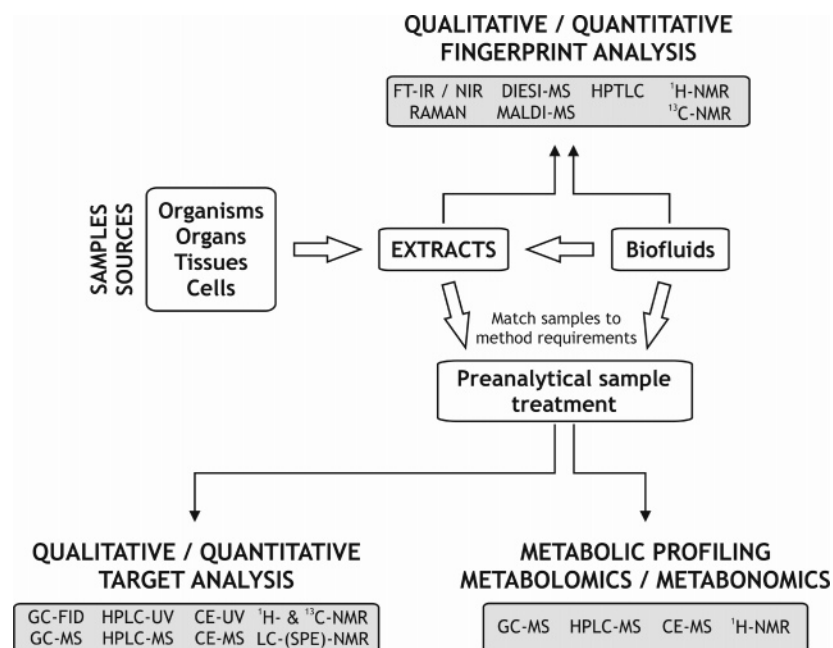 QUALITATIVE / QUANTITATIVE
FINGERPRINT ANALYSIS
FT-IR / NIR DIESI-MS HPTLC ¹H-NMR
RAMAN MALDI-MS ¹³C-NMR
SAMPLES
SOURCES
Organisms
Organs
Tissues
Cells
EXTRACTS
Biofluids
Match samples to
method requirements
Preanalytical sample
treatment
QUALITATIVE / QUANTITATIVE
TARGET ANALYSIS
GC-FID HPLC-UV CE-UV ¹H- & ¹³C-NMR
GC-MS HPLC-MS CE-MS LC-(SPE)-NMR
METABOLIC PROFILING
METABOLOMICS / METABONOMICS
GC-MS HPLC-MS CE-MS ¹H-NMR